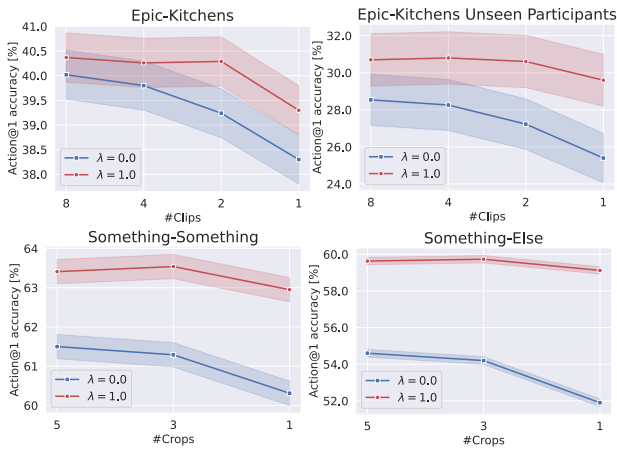 Epic-Kitchens
Action@1 accuracy [%]
41.0
40.5
40.0
39.5
39.0
38.5
38.0
λ = 0.0
λ = 1.0
8 4 2 1
#Clips
Epic-Kitchens Unseen Participants
Action@1 accuracy [%]
32.0
30.0
28.0
26.0
24.0
λ = 0.0
λ = 1.0
8 4 2 1
#Clips
Something-Something
Action@1 accuracy [%]
64
63
62
61
60
λ = 0.0
λ = 1.0
5 3 1
#Crops
Something-Else
Action@1 accuracy [%]
60.0
58.0
56.0
54.0
52.0
λ = 0.0
λ = 1.0
5 3 1
#Crops